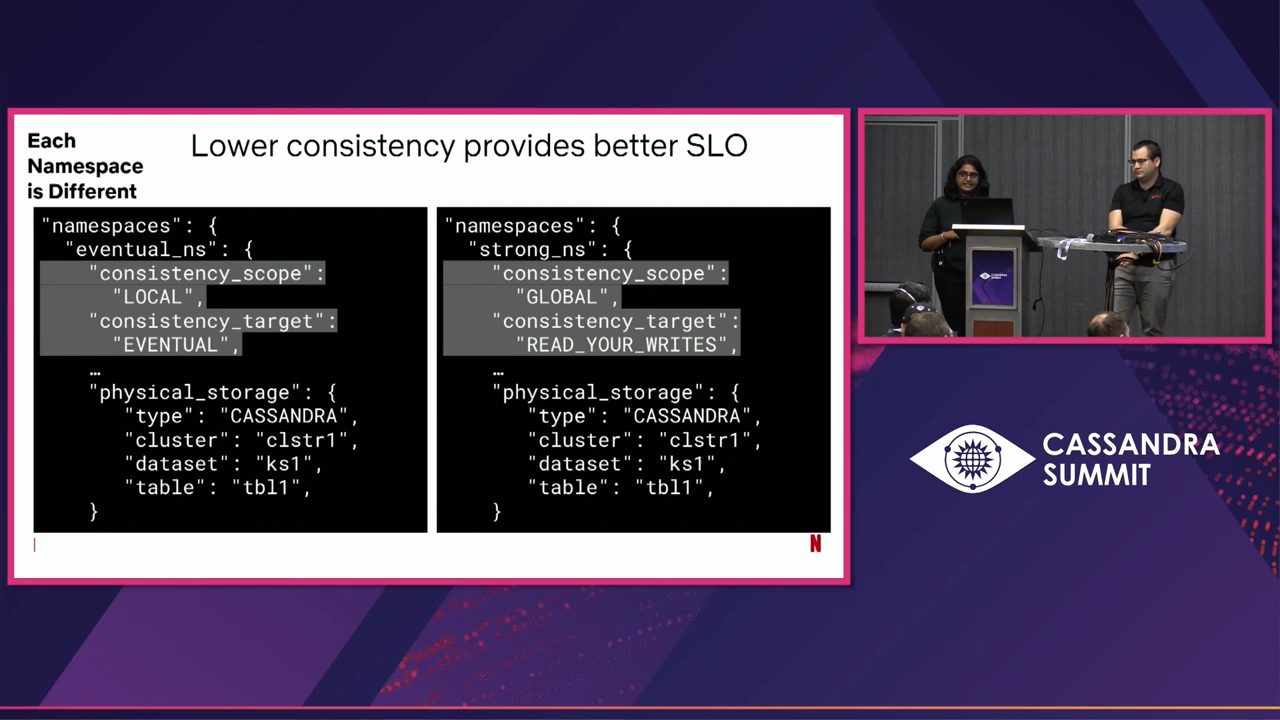 Each
Namespace
is Different
Lower consistency provides better SLO
"namespaces": {
"eventual_ns": {
"consistency_scope":
"LOCAL",
"consistency_target":
"EVENTUAL",
…
"physical_storage": {
"type": "CASSANDRA",
"cluster": "clstr1",
"dataset": "ks1",
"table": "tbl1",
}
"namespaces": {
"strong_ns": {
"consistency_scope":
"GLOBAL",
"consistency_target":
"READ_YOUR_WRITES",
…
"physical_storage": {
"type": "CASSANDRA",
"cluster": "clstr1",
"dataset": "ks1",
"table": "tbl1",
}
N
CASSANDRA
SUMMIT